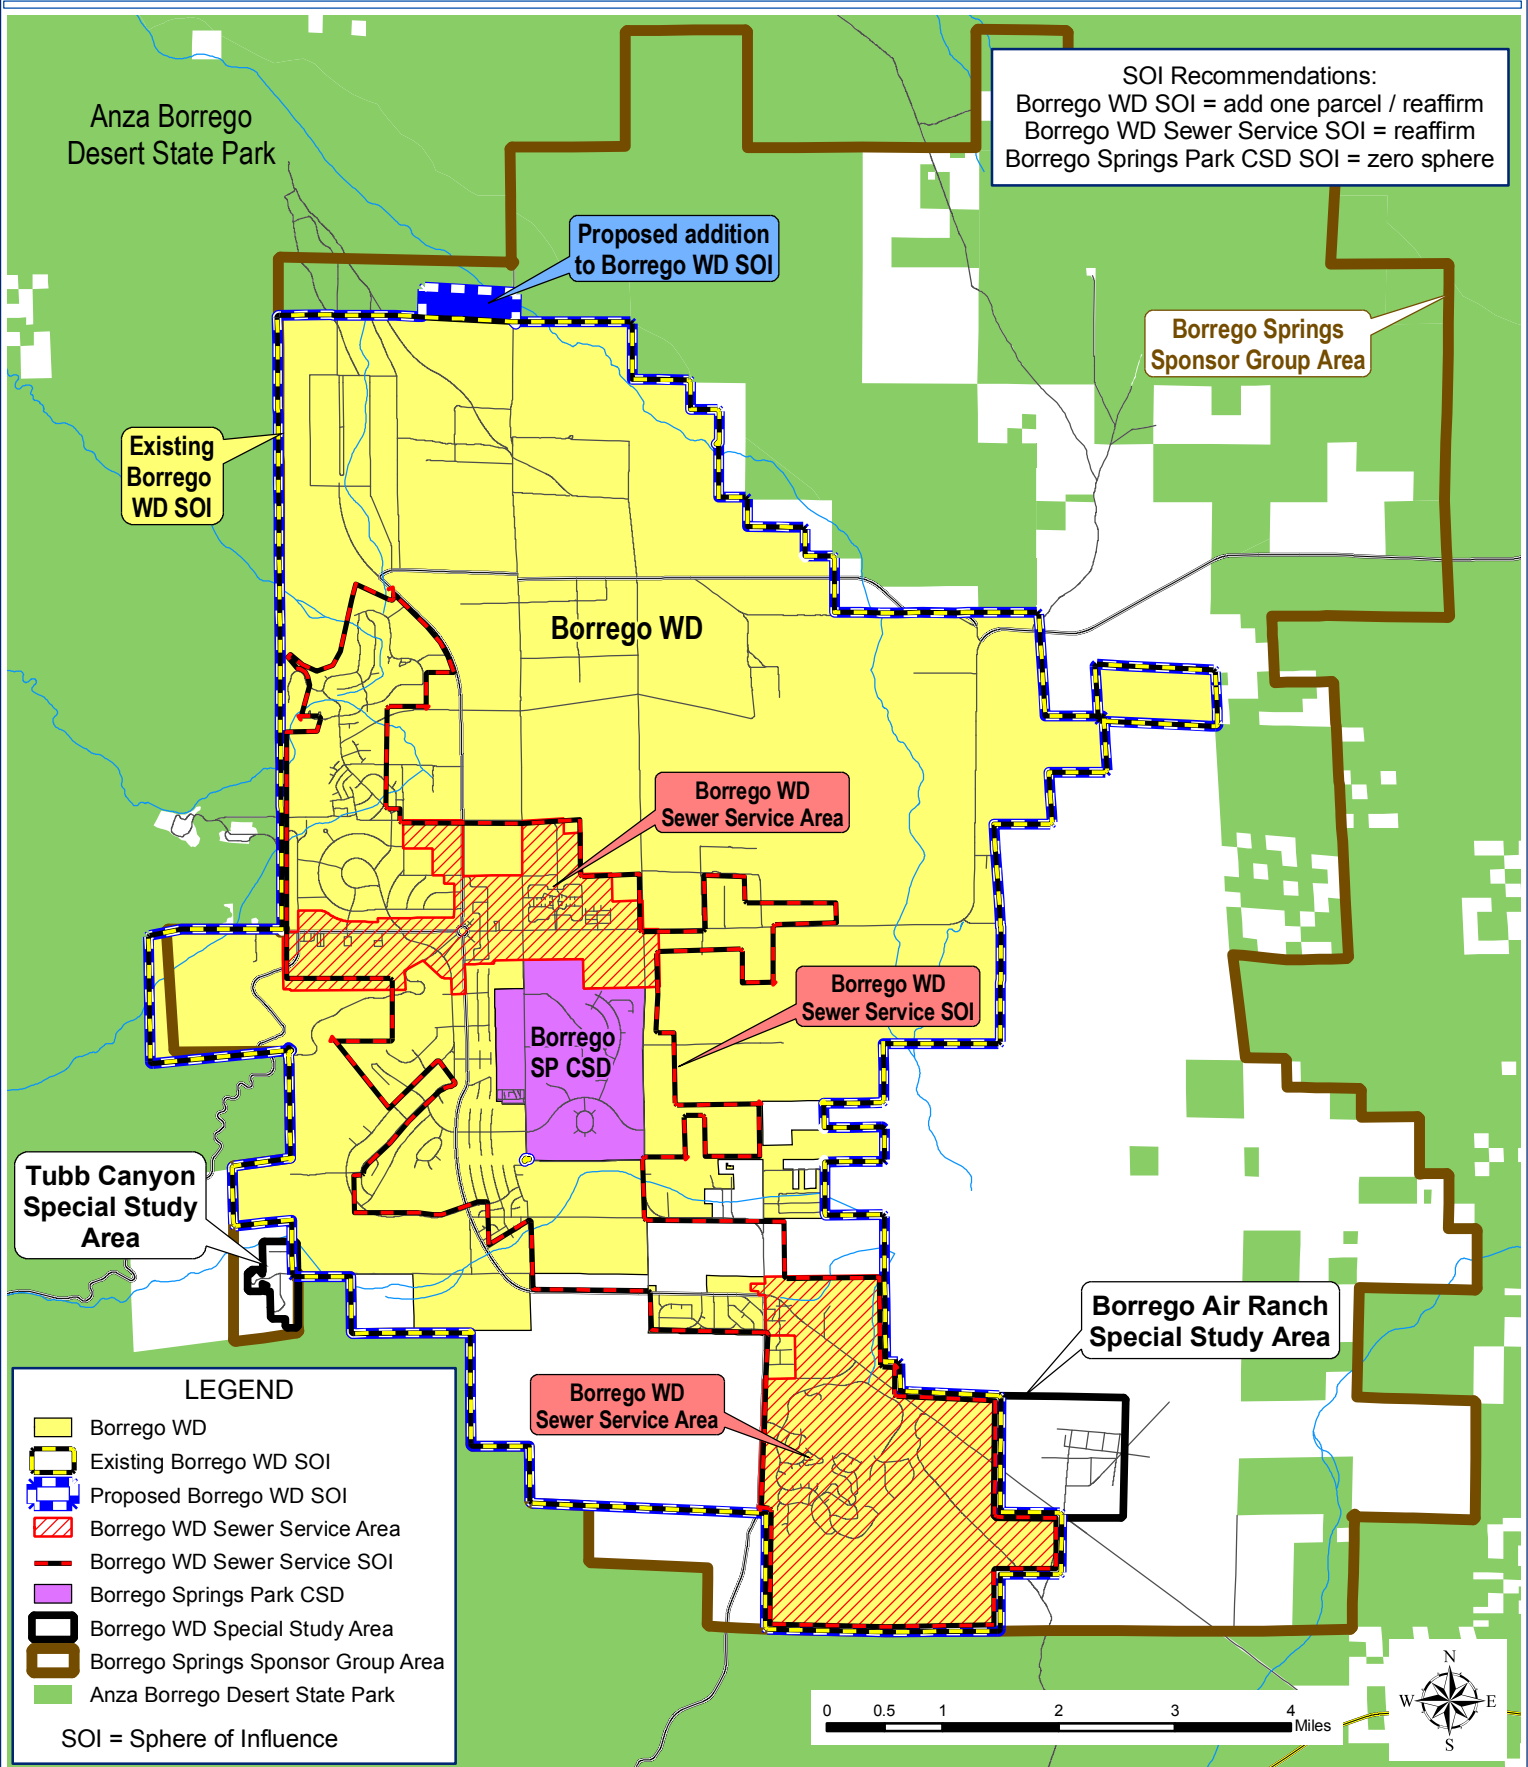 SOI Recommendations:
Borrego WD SOI = add one parcel / reaffirm
Borrego WD Sewer Service SOI = reaffirm
Borrego Springs Park CSD SOI = zero sphere
Anza Borrego
Desert State Park
Proposed addition
to Borrego WD SOI
Borrego Springs
Sponsor Group Area
Existing
Borrego
WD SOI
Borrego WD
Borrego WD
Sewer Service Area
Borrego WD
Sewer Service SOI
Borrego
SP CSD
Tubb Canyon
Special Study
Area
Borrego Air Ranch
Special Study Area
Borrego WD
Sewer Service Area
LEGEND
Borrego WD
Existing Borrego WD SOI
Proposed Borrego WD SOI
Borrego WD Sewer Service Area
Borrego WD Sewer Service SOI
Borrego Springs Park CSD
Borrego WD Special Study Area
Borrego Springs Sponsor Group Area
Anza Borrego Desert State Park
SOI = Sphere of Influence
0 0.5 1 2 3 4
Miles
N
W E
S